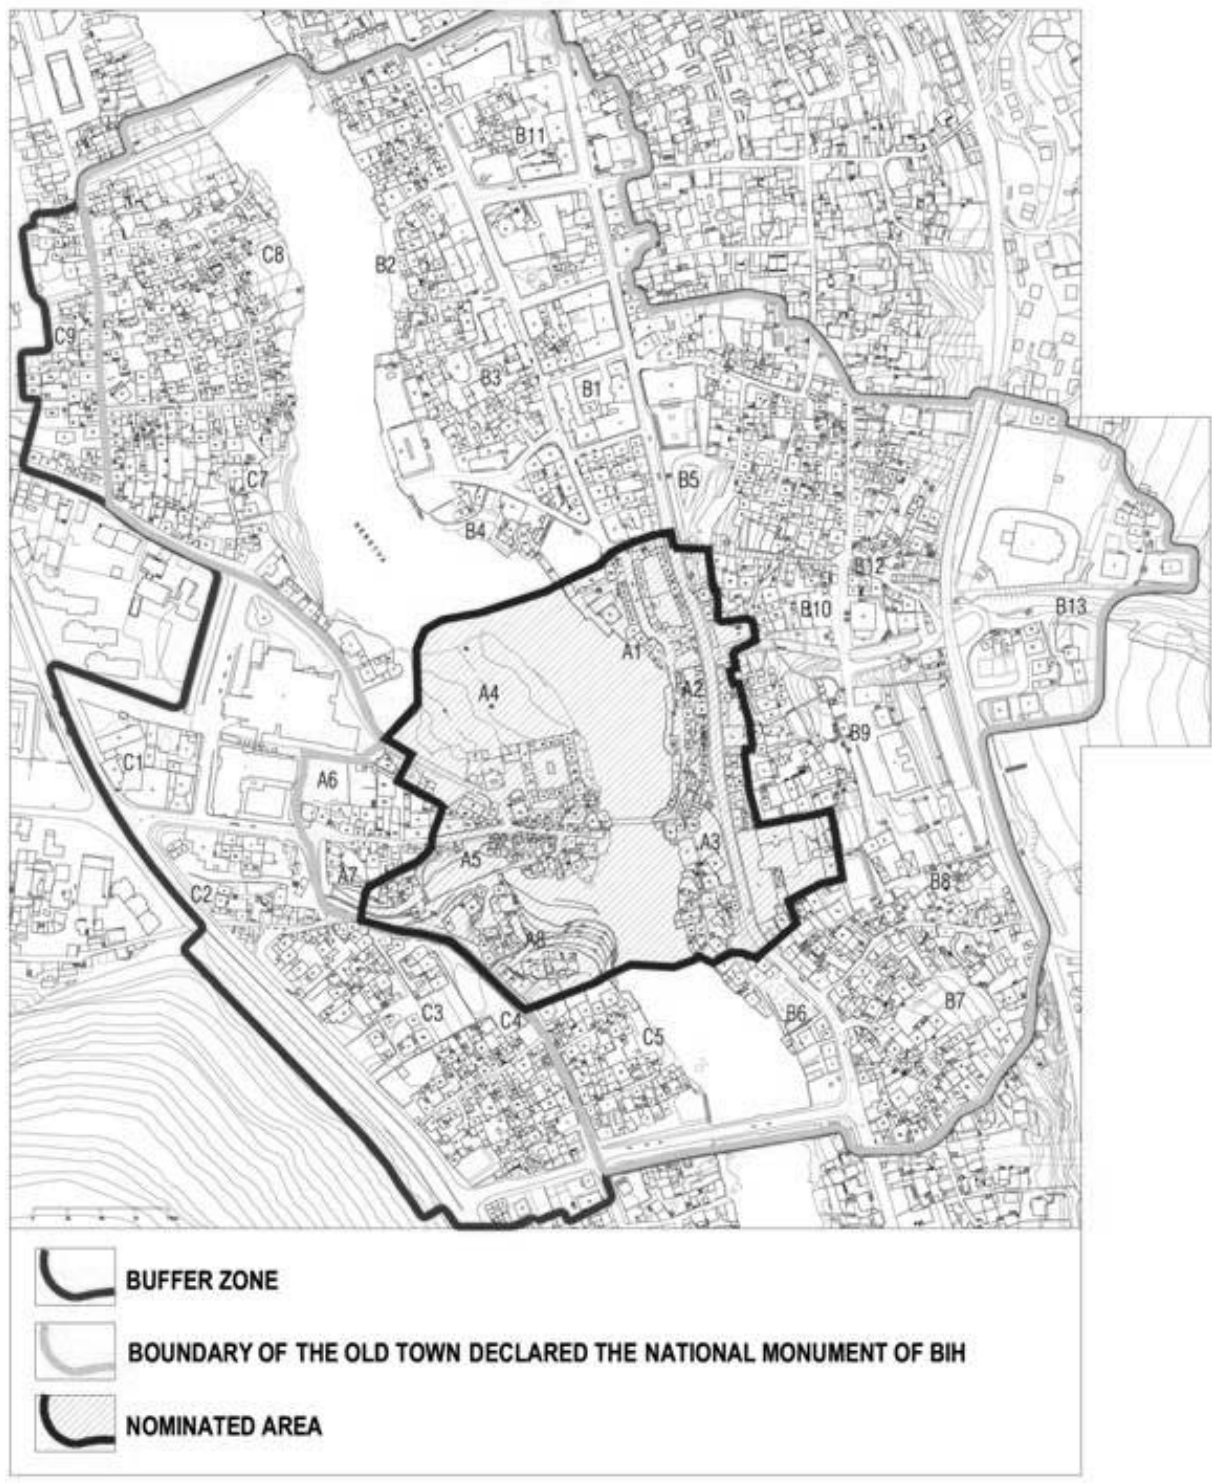 B11
C8
B2
C9
B3
B1
C7
B5
B4
NERETVA
B12
B10
B13
A1
A4
A2
B9
C1
A6
A3
A5
A7
B8
C2
A8
B7
C3
C4
B6
C5
BUFFER ZONE
BOUNDARY OF THE OLD TOWN DECLARED THE NATIONAL MONUMENT OF BIH
NOMINATED AREA